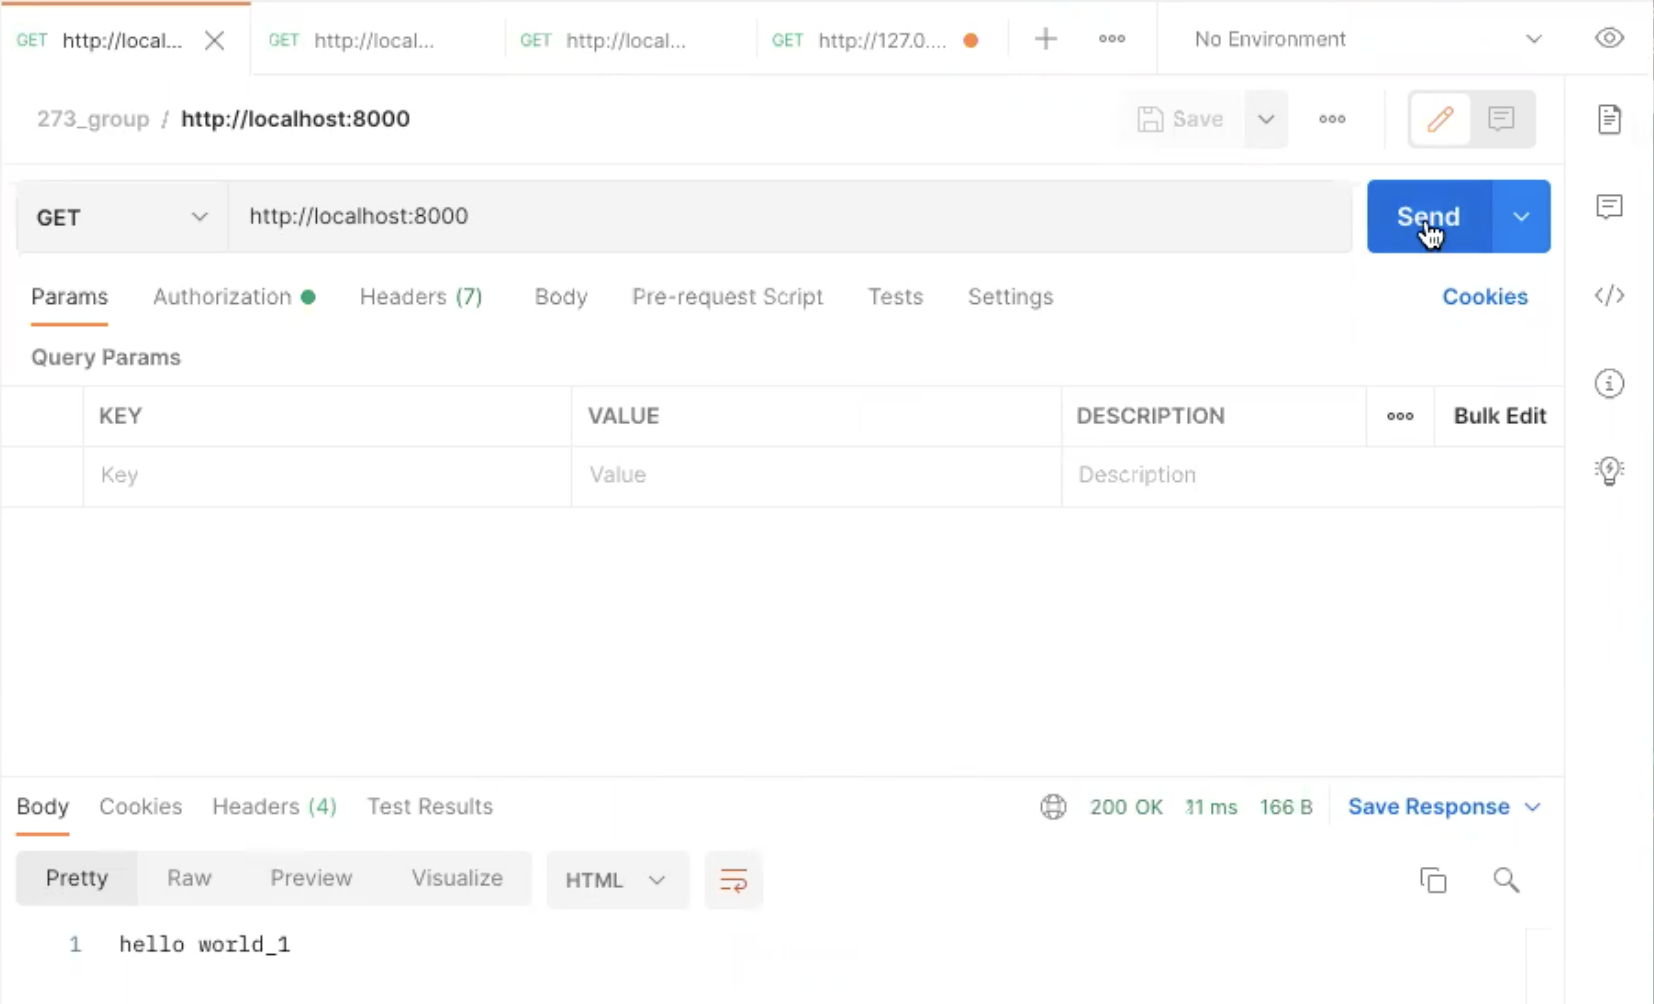 GET http://local... GET http://local... GET http://local... GET http://127.0.... No Environment
273_group / http://localhost:8000 Save
GET http://localhost:8000 Send
Params Authorization Headers (7) Body Pre-request Script Tests Settings Cookies
Query Params
KEY VALUE DESCRIPTION Bulk Edit
Key Value Description
Body Cookies Headers (4) Test Results 200 OK ms 166 B Save Response
Pretty Raw Preview Visualize HTML
1 hello world_1